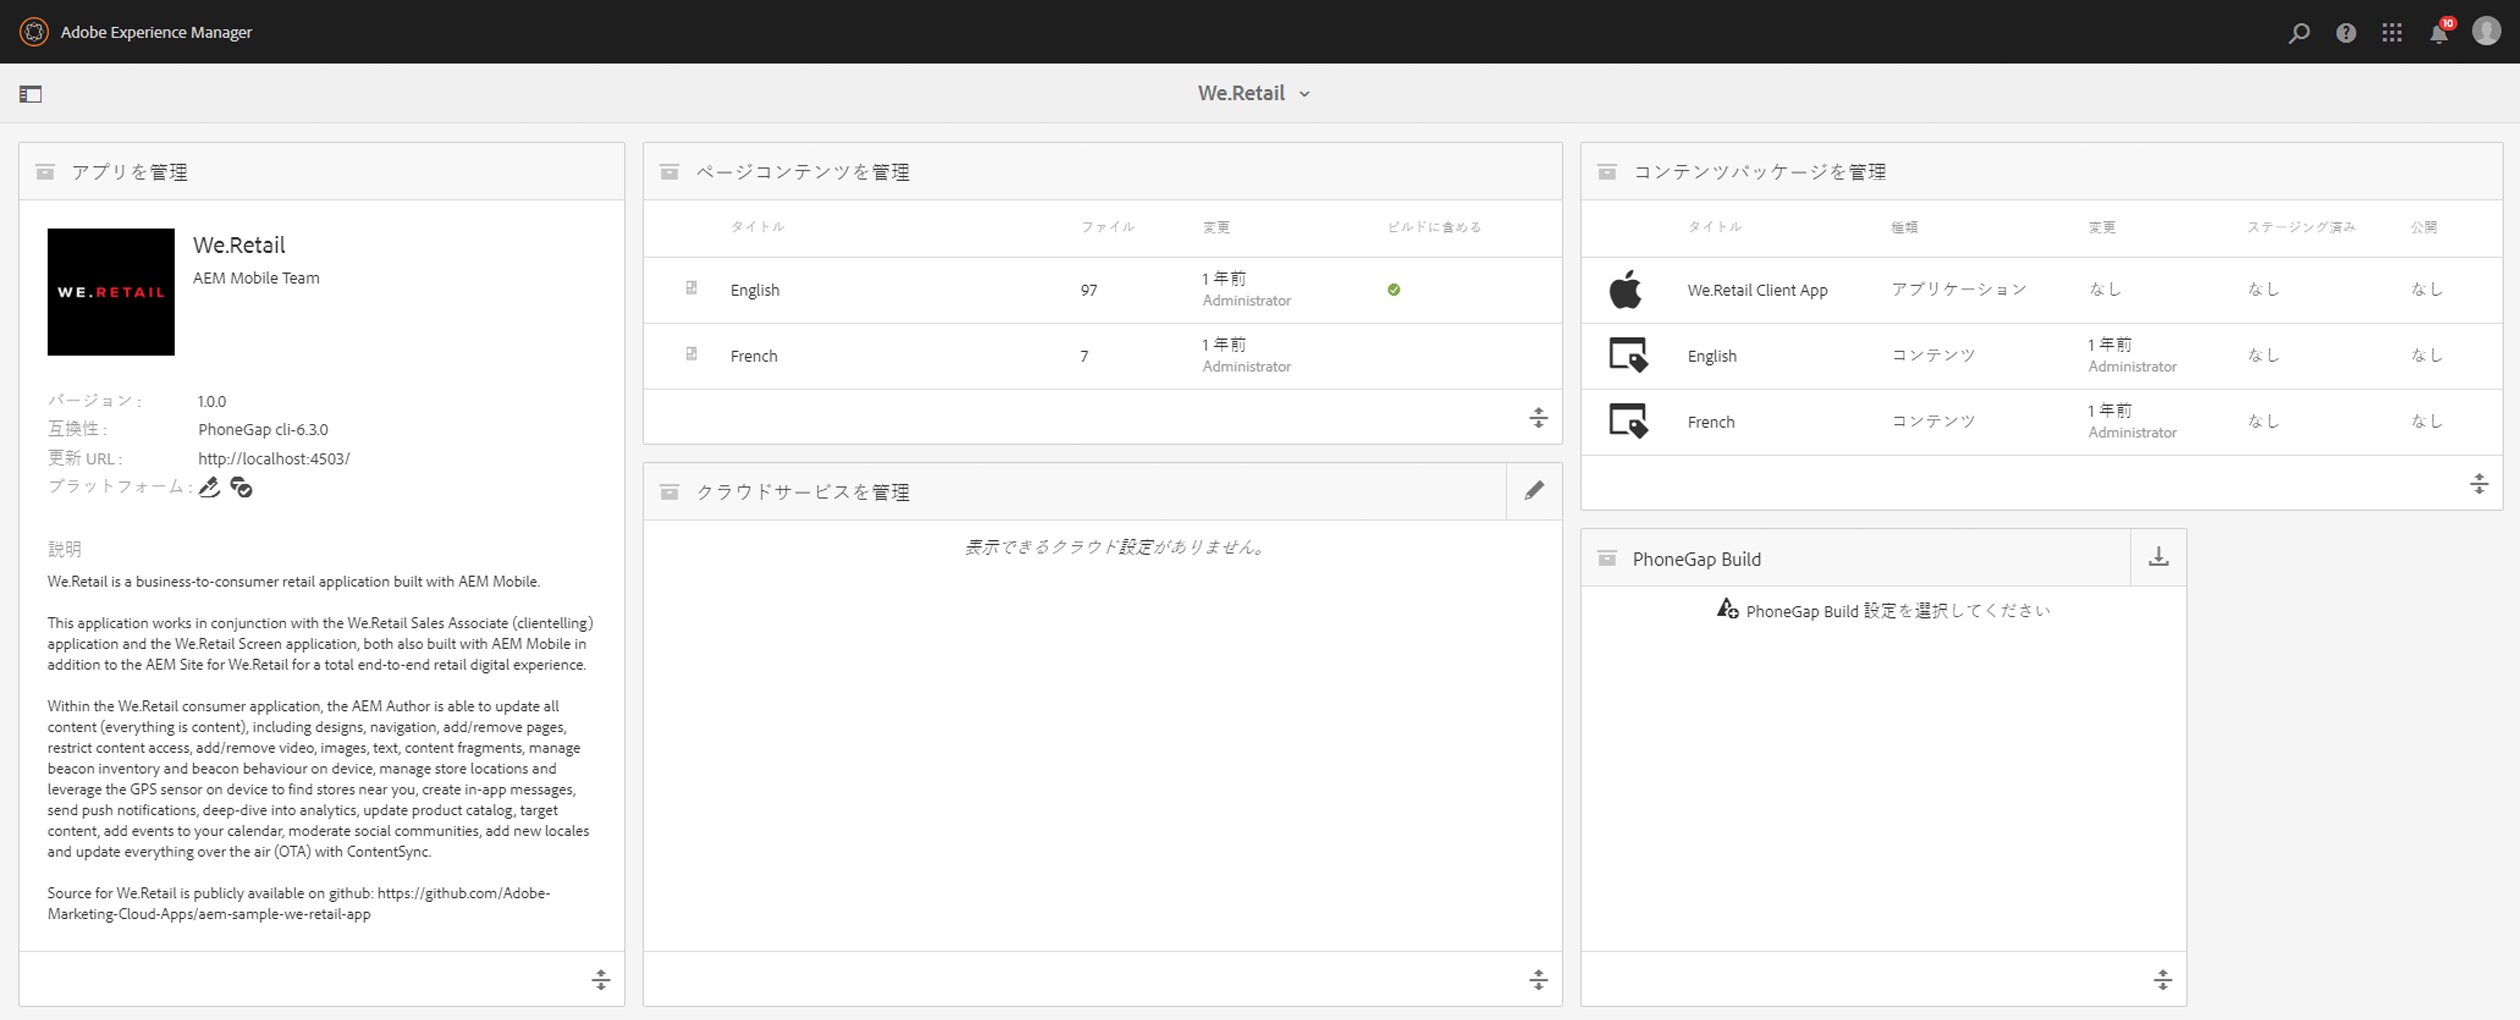 Adobe Experience Manager
10
We.Retail
アプリを管理
WE.RETAIL
We.Retail
AEM Mobile Team
バージョン :
1.0.0
互換性 :
PhoneGap cli-6.3.0
更新 URL :
http://localhost:4503/
プラットフォーム :
説明
We.Retail is a business-to-consumer retail application built with AEM Mobile.
This application works in conjunction with the We.Retail Sales Associate (clientelling)
application and the We.Retail Screen application, both also built with AEM Mobile in
addition to the AEM Site for We.Retail for a total end-to-end retail digital experience.
Within the We.Retail consumer application, the AEM Author is able to update all
content (everything is content), including designs, navigation, add/remove pages,
restrict content access, add/remove video, images, text, content fragments, manage
beacon inventory and beacon behaviour on device, manage store locations and
leverage the GPS sensor on device to find stores near you, create in-app messages,
send push notifications, deep-dive into analytics, update product catalog, target
content, add events to your calendar, moderate social communities, add new locales
and update everything over the air (OTA) with ContentSync.
Source for We.Retail is publicly available on github: https://github.com/Adobe-
Marketing-Cloud-Apps/aem-sample-we-retail-app
ページコンテンツを管理
タイトル ファイル 変更 ビルドに含める
English 97 1 年前
Administrator
French 7 1 年前
Administrator
クラウドサービスを管理
表示できるクラウド設定がありません。
コンテンツパッケージを管理
タイトル 種類 変更 ステージング済み 公開
We.Retail Client App アプリケーション なし なし なし
English コンテンツ 1 年前 なし なし
Administrator
French コンテンツ 1 年前 なし なし
Administrator
PhoneGap Build
PhoneGap Build 設定を選択してください